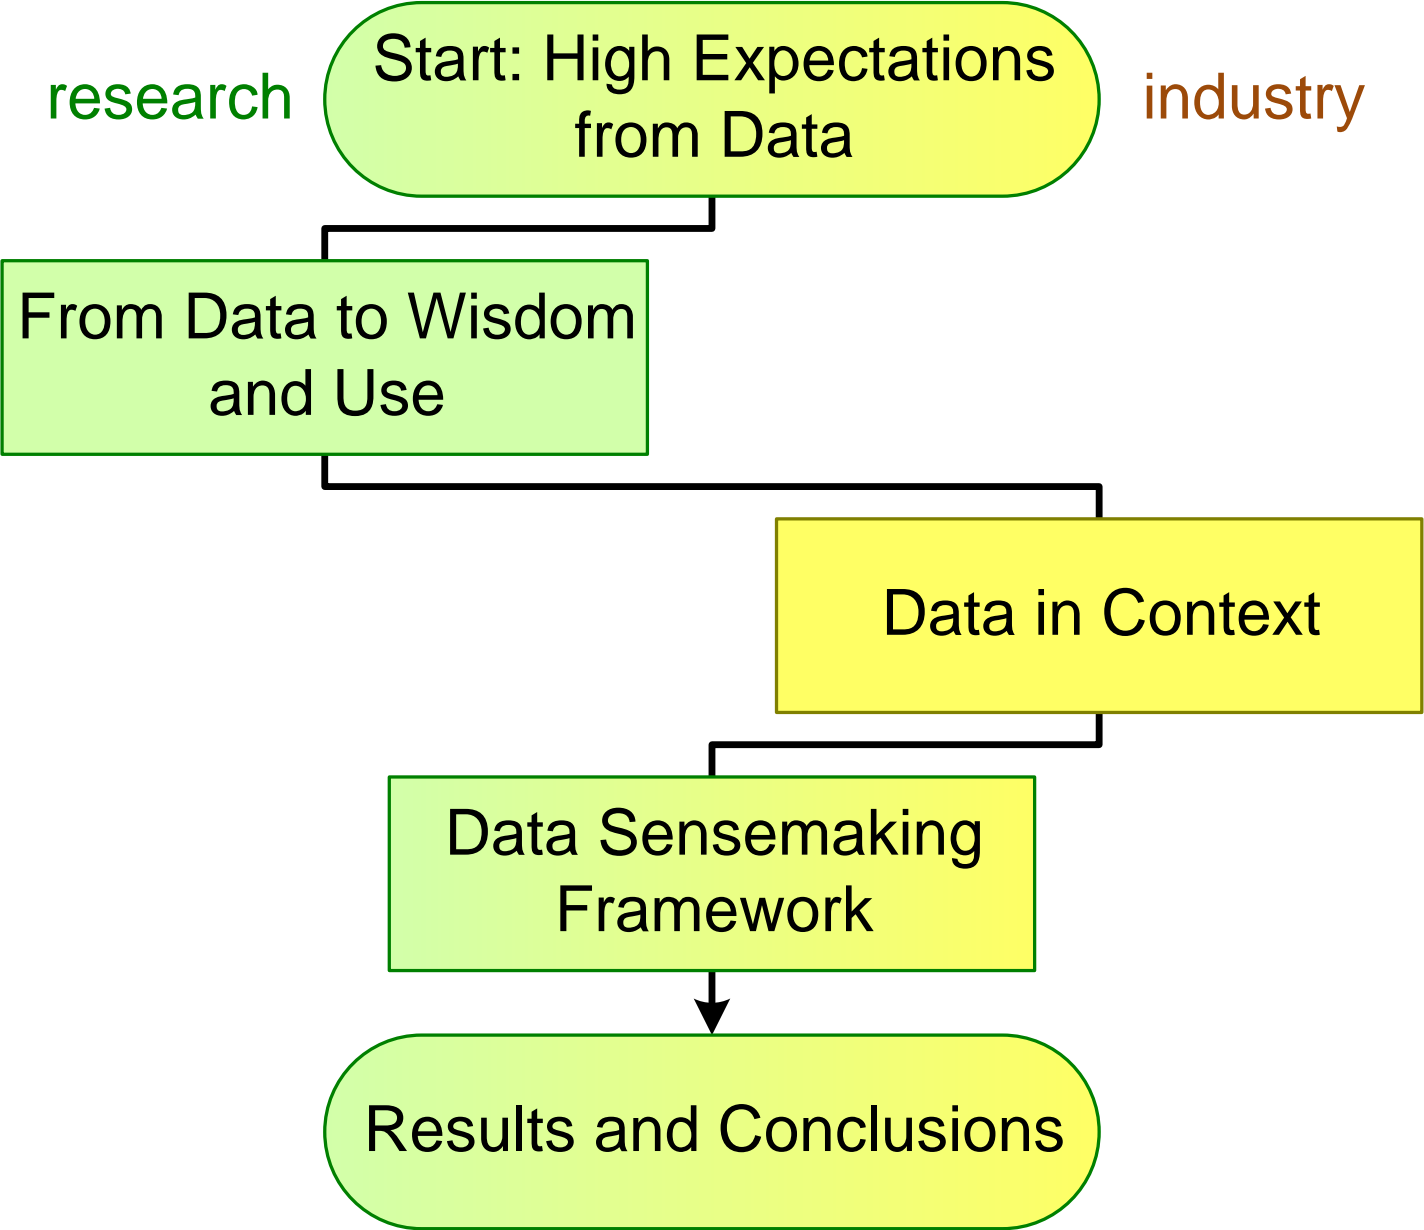 research
Start: High Expectations
from Data
industry
From Data to Wisdom
and Use
Data in Context
Data Sensemaking
Framework
Results and Conclusions